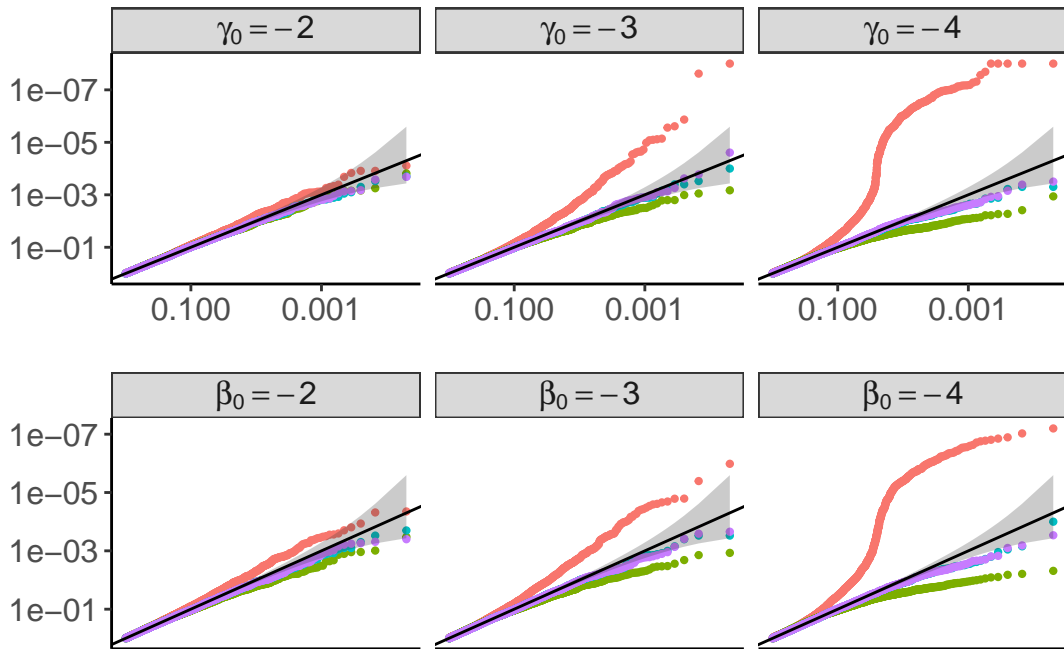 γ₀ = −2 γ₀ = −3 γ₀ = −4
1e−07
1e−05
1e−03
1e−01
0.100 0.001 0.100 0.001 0.100 0.001
β₀ = −2 β₀ = −3 β₀ = −4
1e−07
1e−05
1e−03
1e−01